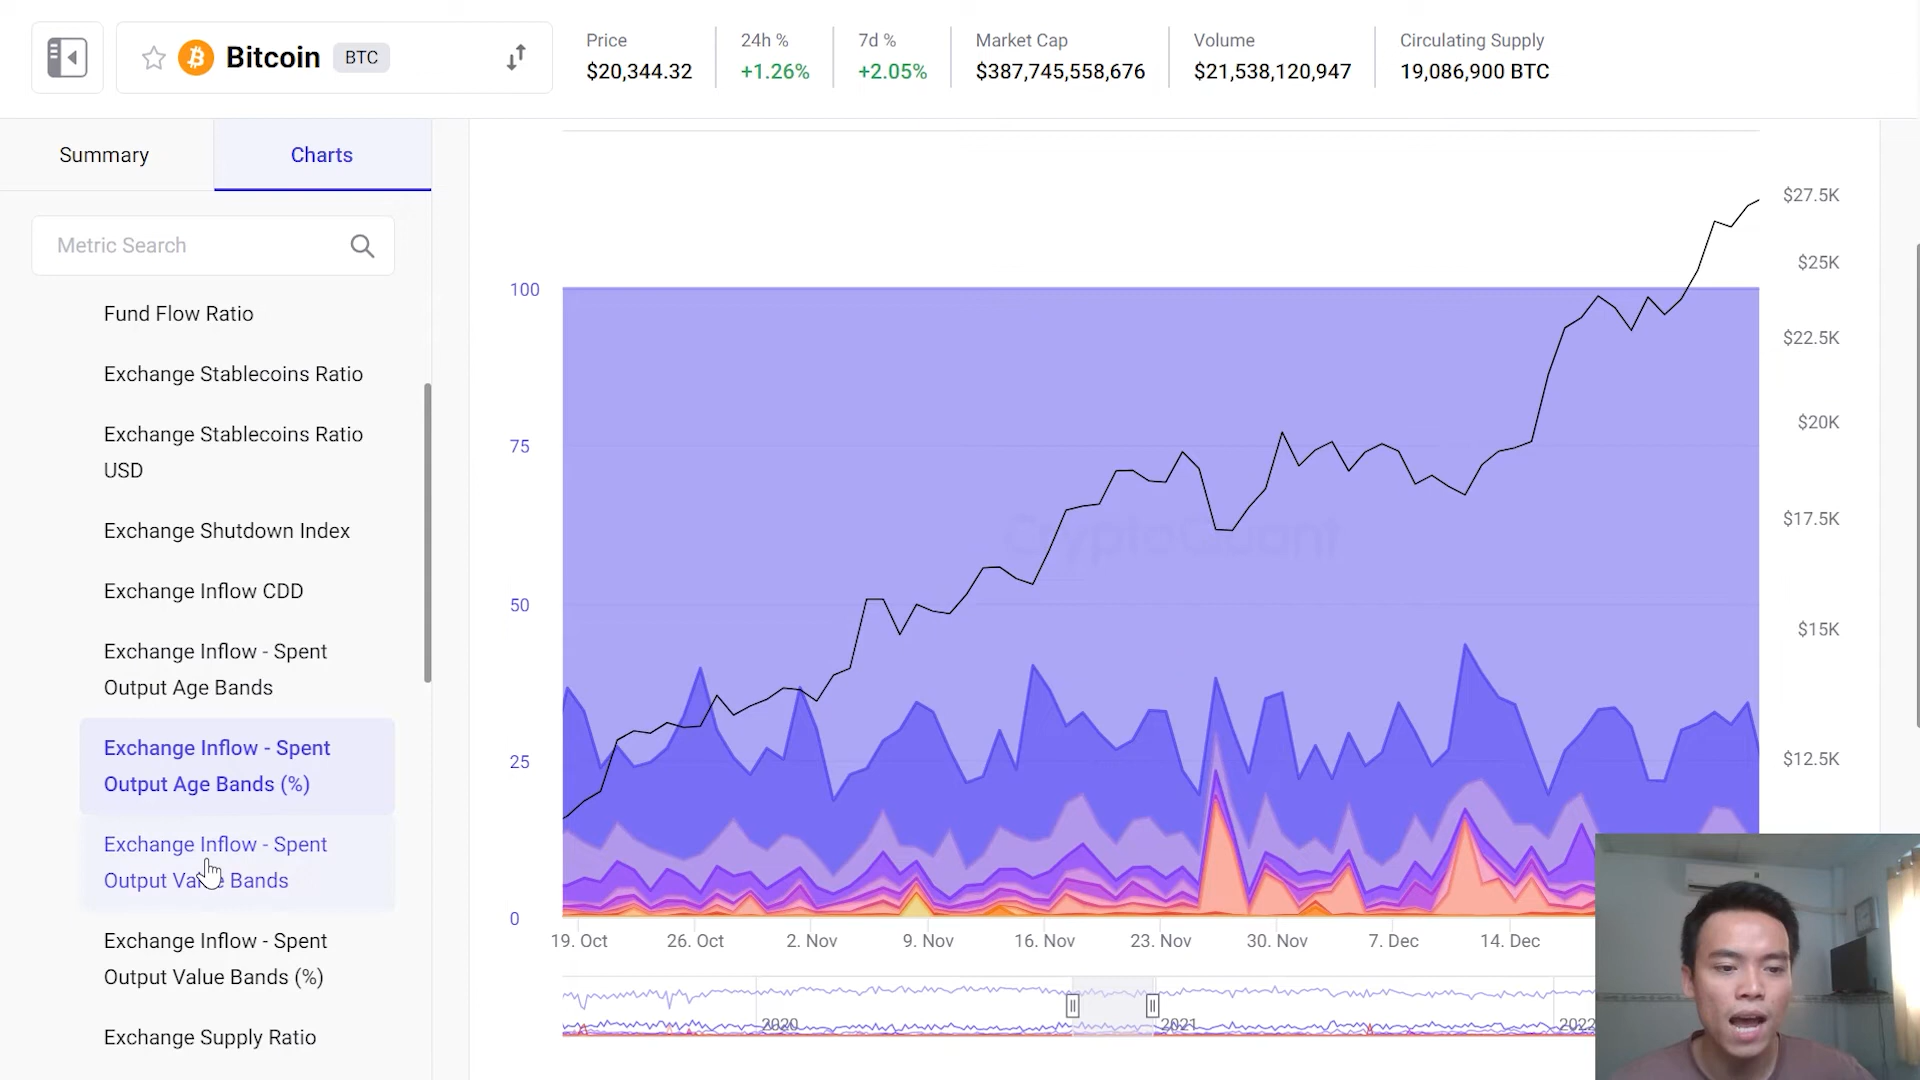 Bitcoin BTC
Price
$20,344.32
24h %
+1.26%
7d %
+2.05%
Market Cap
$387,745,558,676
Volume
$21,538,120,947
Circulating Supply
19,086,900 BTC
Summary
Charts
Metric Search
Fund Flow Ratio
Exchange Stablecoins Ratio
Exchange Stablecoins Ratio
USD
Exchange Shutdown Index
Exchange Inflow CDD
Exchange Inflow - Spent
Output Age Bands
Exchange Inflow - Spent
Output Age Bands (%)
Exchange Inflow - Spent
Output Value Bands
Exchange Inflow - Spent
Output Value Bands (%)
Exchange Supply Ratio
100
75
50
25
0
$27.5K
$25K
$22.5K
$20K
$17.5K
$15K
$12.5K
CryptoQuant
19. Oct
26. Oct
2. Nov
9. Nov
16. Nov
23. Nov
30. Nov
7. Dec
14. Dec
2020
2021
2022